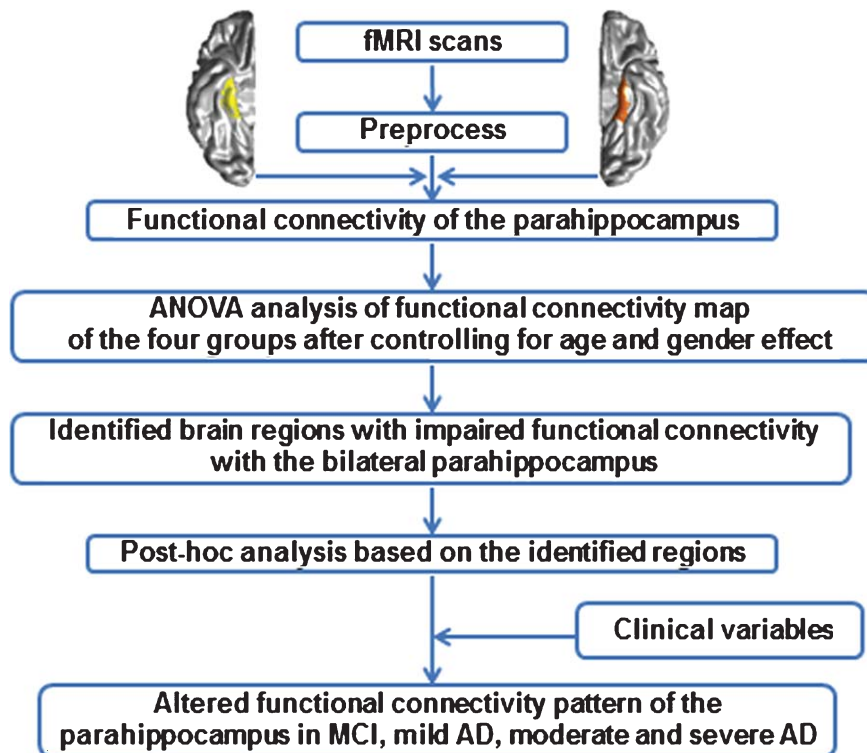 fMRI scans
Preprocess
Functional connectivity of the parahippocampus
ANOVA analysis of functional connectivity map
of the four groups after controlling for age and gender effect
Identified brain regions with impaired functional connectivity
with the bilateral parahippocampus
Post-hoc analysis based on the identified regions
Clinical variables
Altered functional connectivity pattern of the
parahippocampus in MCI, mild AD, moderate and severe AD